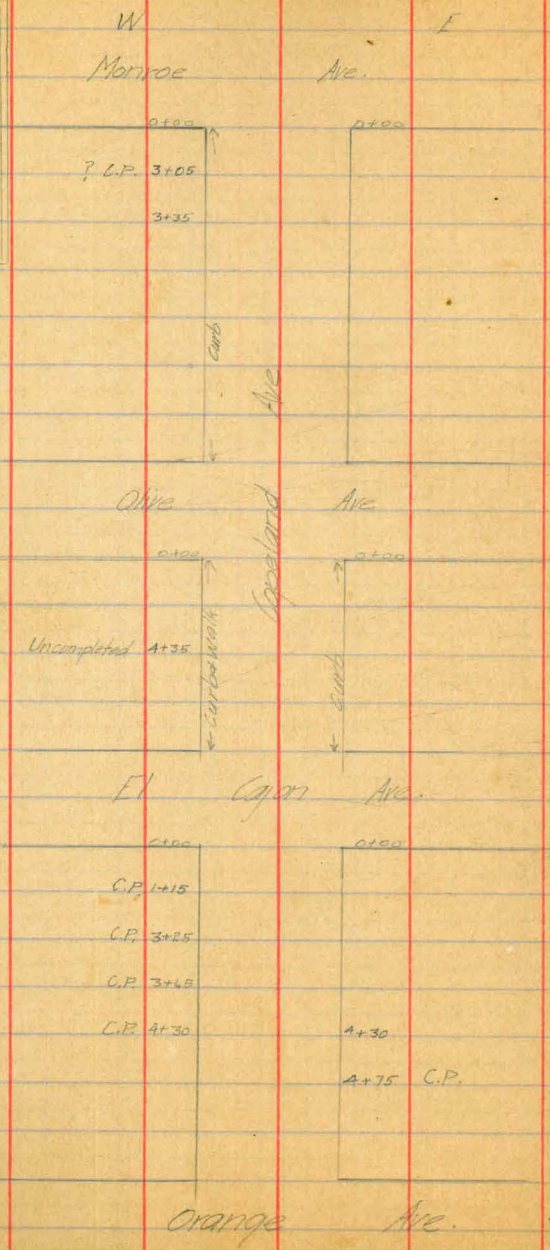 W E
Monroe Ave.
0+00 0+00
? C.P. 3+05
3+35
curb
Copeland Ave
Olive Ave
0+00 0+00
Uncompleted 4+35
curb+walk
curb
El Cajon Ave.
0+00 0+00
C.P. 1+15
C.P. 3+25
C.P. 3+65
C.P. 4+30 4+30
4+75 C.P.
Orange Ave.